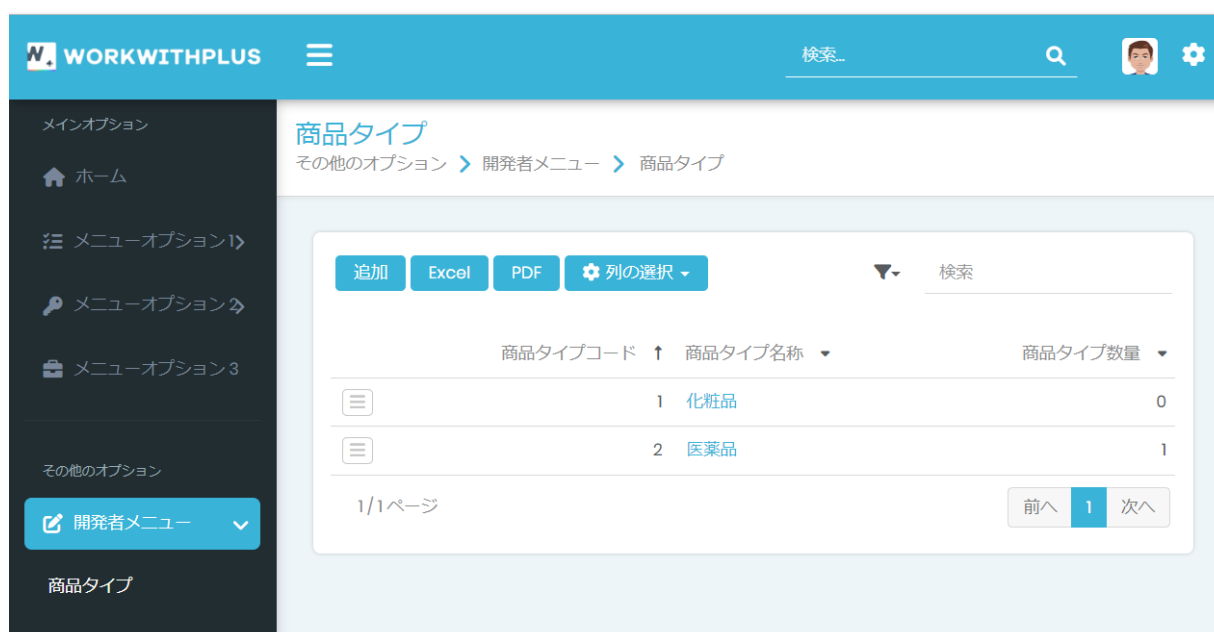 W+ WORKWITHPLUS
検索...
メインオプション
ホーム
メニューオプション1
メニューオプション2
メニューオプション3
その他のオプション
開発者メニュー
商品タイプ
商品タイプ
その他のオプション 開発者メニュー 商品タイプ
追加 Excel PDF 列の選択 検索
商品タイプコード ↑ 商品タイプ名称 商品タイプ数量
1 化粧品 0
2 医薬品 1
1/1ページ 前へ 1 次へ